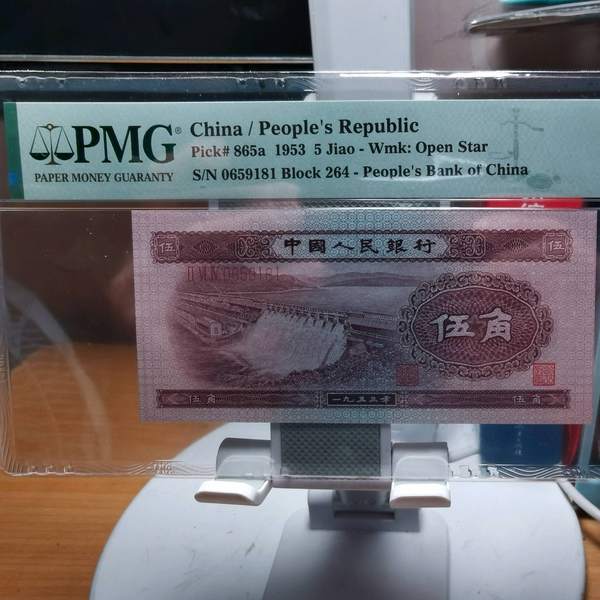 PMG®
PAPER MONEY GUARANTY
China / People's Republic
Pick# 865a 1953 5 Jiao - Wmk: Open Star
S/N 0659181 Block 264 - People's Bank of China
伍 中國人民銀行 伍
0659181
伍角
伍角 一九五三年 伍角